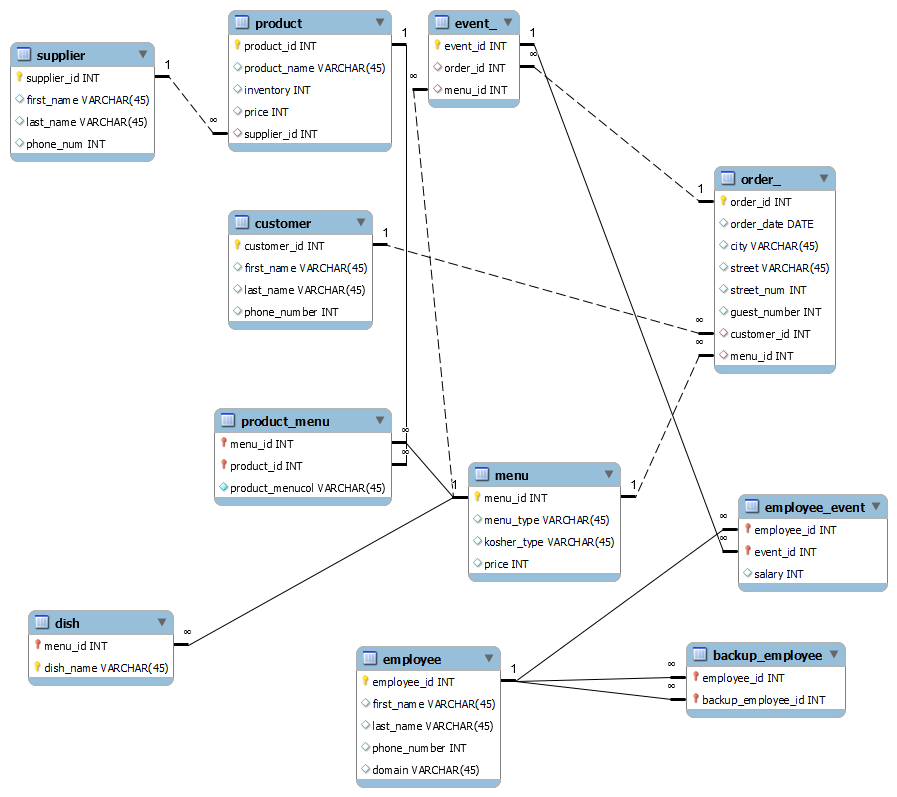 supplier
supplier_id INT
first_name VARCHAR(45)
last_name VARCHAR(45)
phone_num INT
product
product_id INT
product_name VARCHAR(45)
inventory INT
price INT
supplier_id INT
event_
event_id INT
order_id INT
menu_id INT
order_
order_id INT
order_date DATE
city VARCHAR(45)
street VARCHAR(45)
street_num INT
guest_number INT
customer_id INT
menu_id INT
customer
customer_id INT
first_name VARCHAR(45)
last_name VARCHAR(45)
phone_number INT
product_menu
menu_id INT
product_id INT
product_menucol VARCHAR(45)
menu
menu_id INT
menu_type VARCHAR(45)
kosher_type VARCHAR(45)
price INT
employee_event
employee_id INT
event_id INT
salary INT
dish
menu_id INT
dish_name VARCHAR(45)
employee
employee_id INT
first_name VARCHAR(45)
last_name VARCHAR(45)
phone_number INT
domain VARCHAR(45)
backup_employee
employee_id INT
backup_employee_id INT
1
∞
1
∞
1
∞
∞
1
1
∞
∞
1
∞
∞
1
∞
∞
∞
1
∞
∞